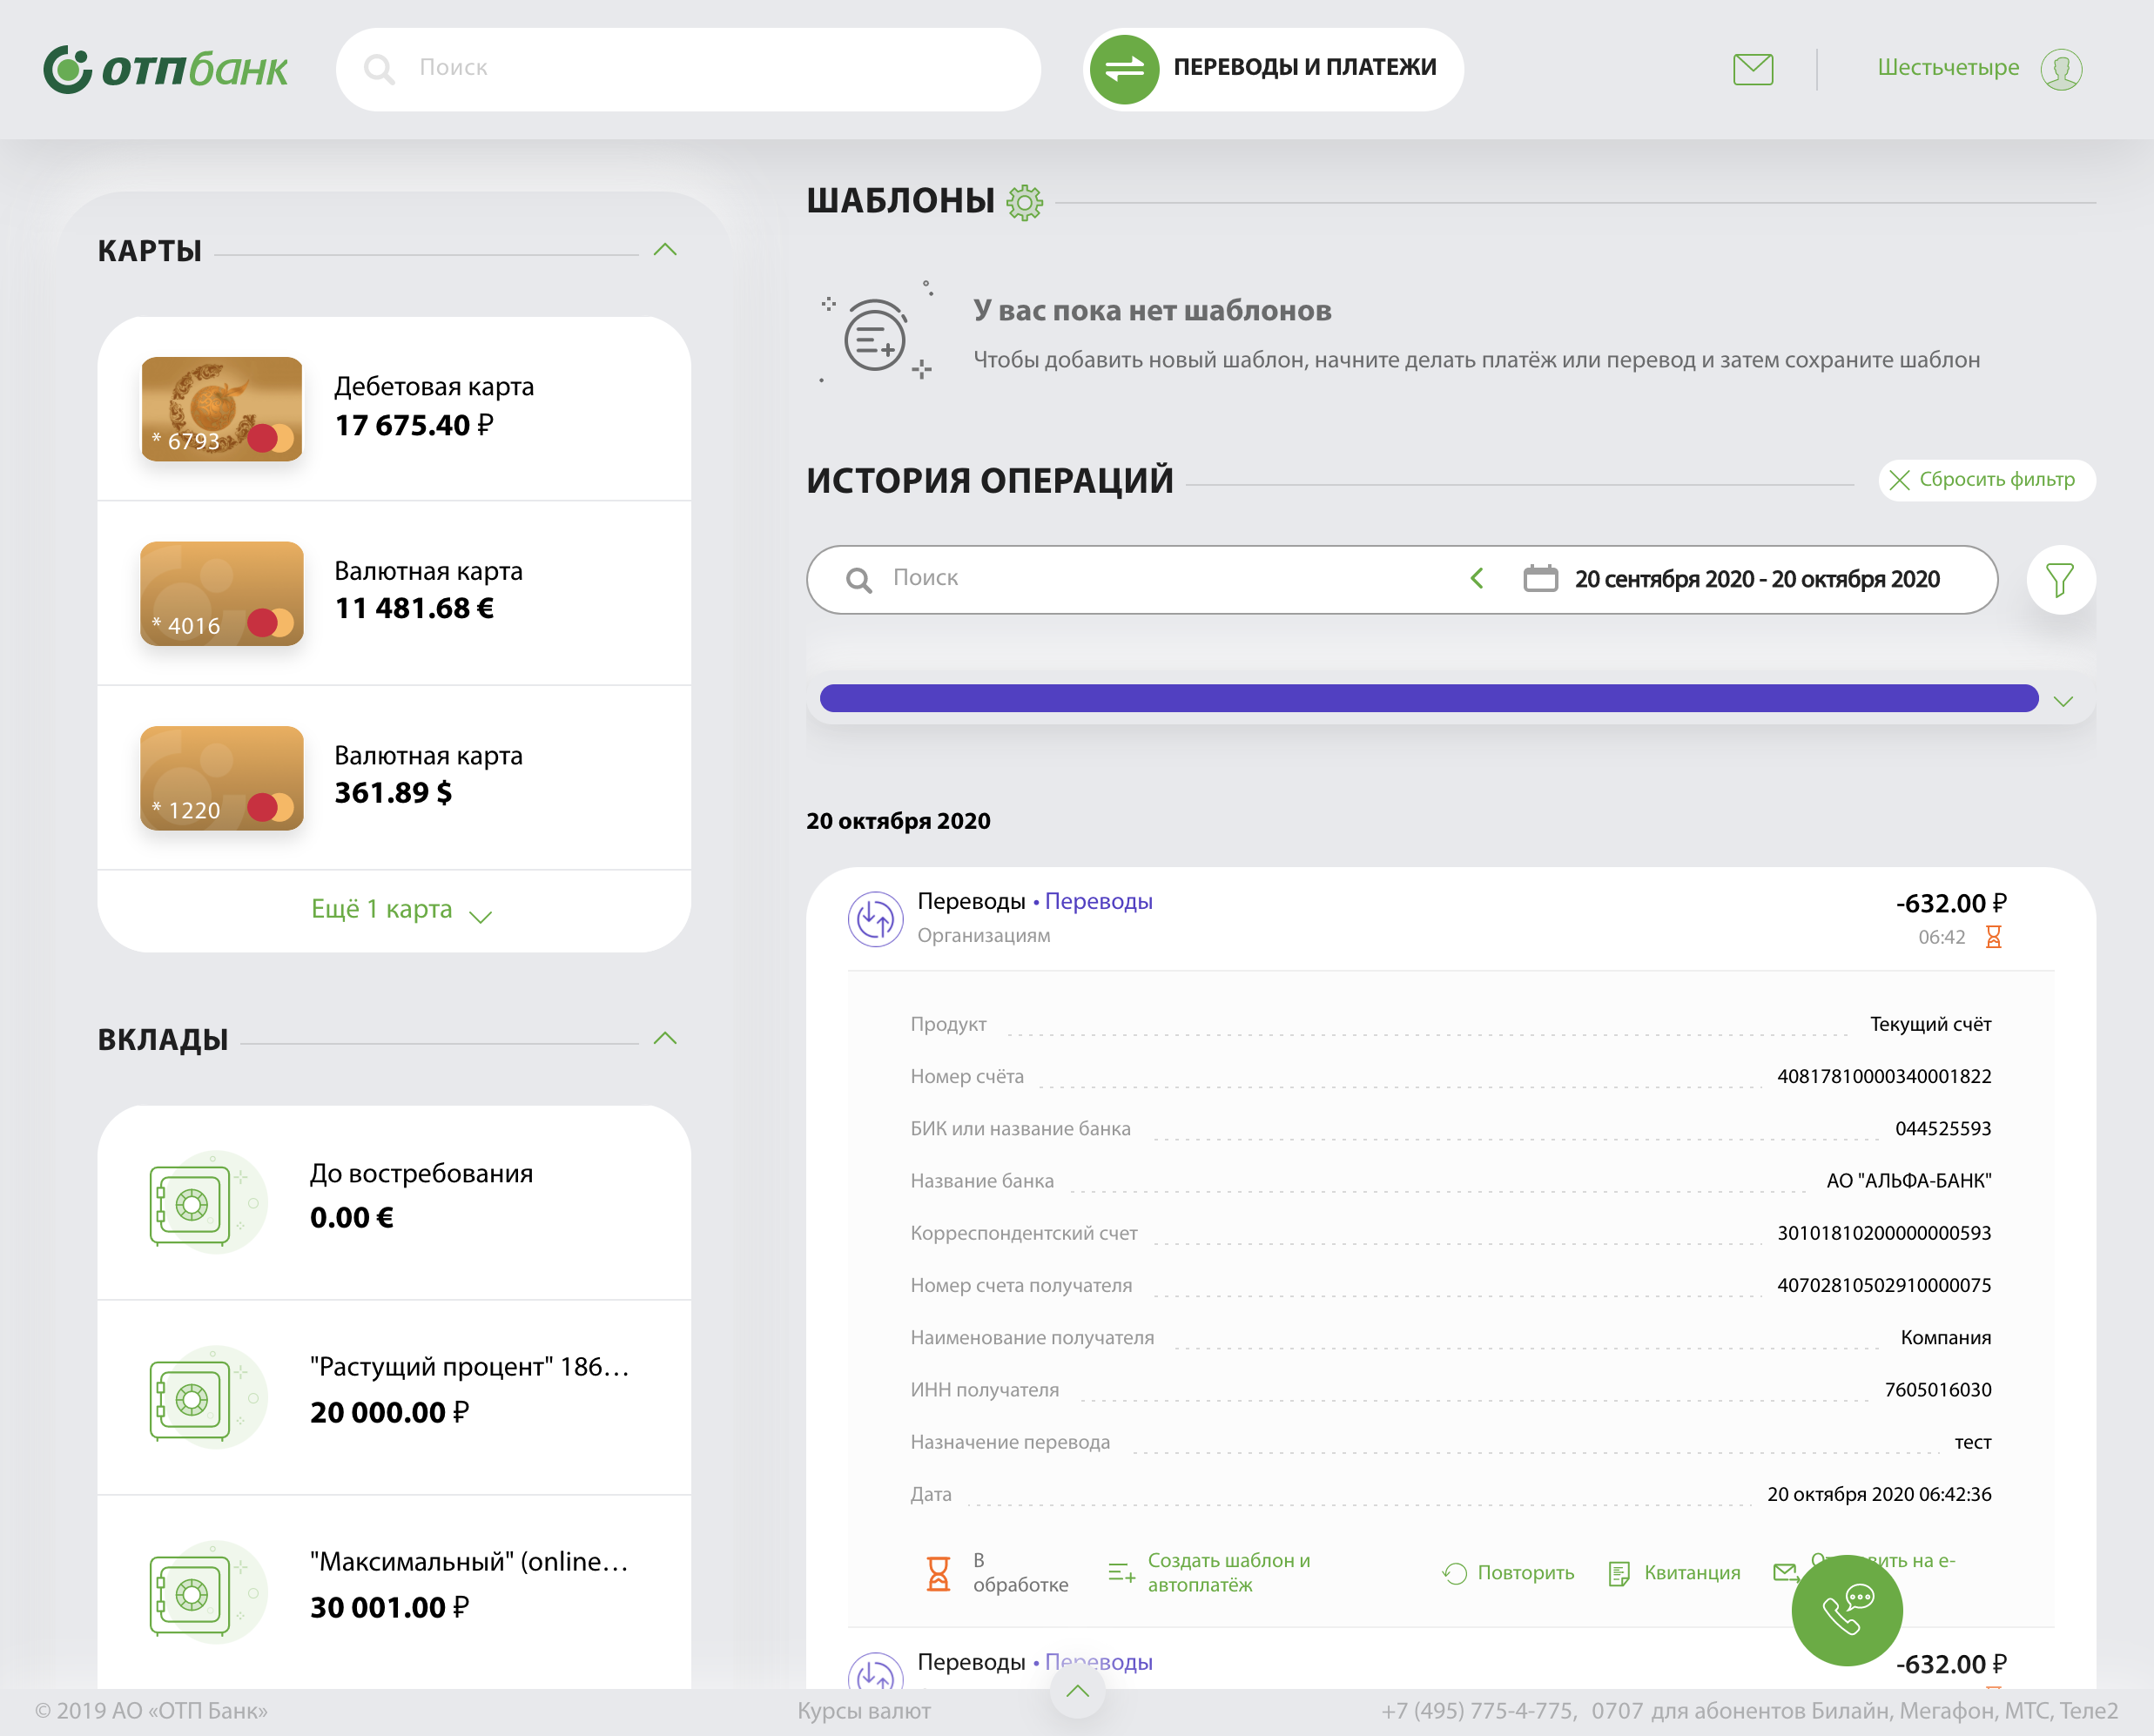 отпбанк
Поиск
ПЕРЕВОДЫ И ПЛАТЕЖИ
Шестьчетыре
КАРТЫ
* 6793
Дебетовая карта
17 675.40 ₽
* 4016
Валютная карта
11 481.68 €
* 1220
Валютная карта
361.89 $
Ещё 1 карта
ВКЛАДЫ
До востребования
0.00 €
"Растущий процент" 186...
20 000.00 ₽
"Максимальный" (online...
30 001.00 ₽
ШАБЛОНЫ
У вас пока нет шаблонов
Чтобы добавить новый шаблон, начните делать платёж или перевод и затем сохраните шаблон
ИСТОРИЯ ОПЕРАЦИЙ
Сбросить фильтр
Поиск
20 сентября 2020 - 20 октября 2020
20 октября 2020
Переводы • Переводы
-632.00 ₽
Организациям
06:42
Продукт Текущий счёт
Номер счёта 40817810000340001822
БИК или название банка 044525593
Название банка АО "АЛЬФА-БАНК"
Корреспондентский счет 30101810200000000593
Номер счета получателя 40702810502910000075
Наименование получателя Компания
ИНН получателя 7605016030
Назначение перевода тест
Дата 20 октября 2020 06:42:36
В
обработке
Создать шаблон и
автоплатёж
Повторить
Квитанция
на е-
Переводы • Переводы
-632.00 ₽
© 2019 АО «ОТП Банк»
Курсы валют
+7 (495) 775-4-775, 0707 для абонентов Билайн, Мегафон, МТС, Теле2